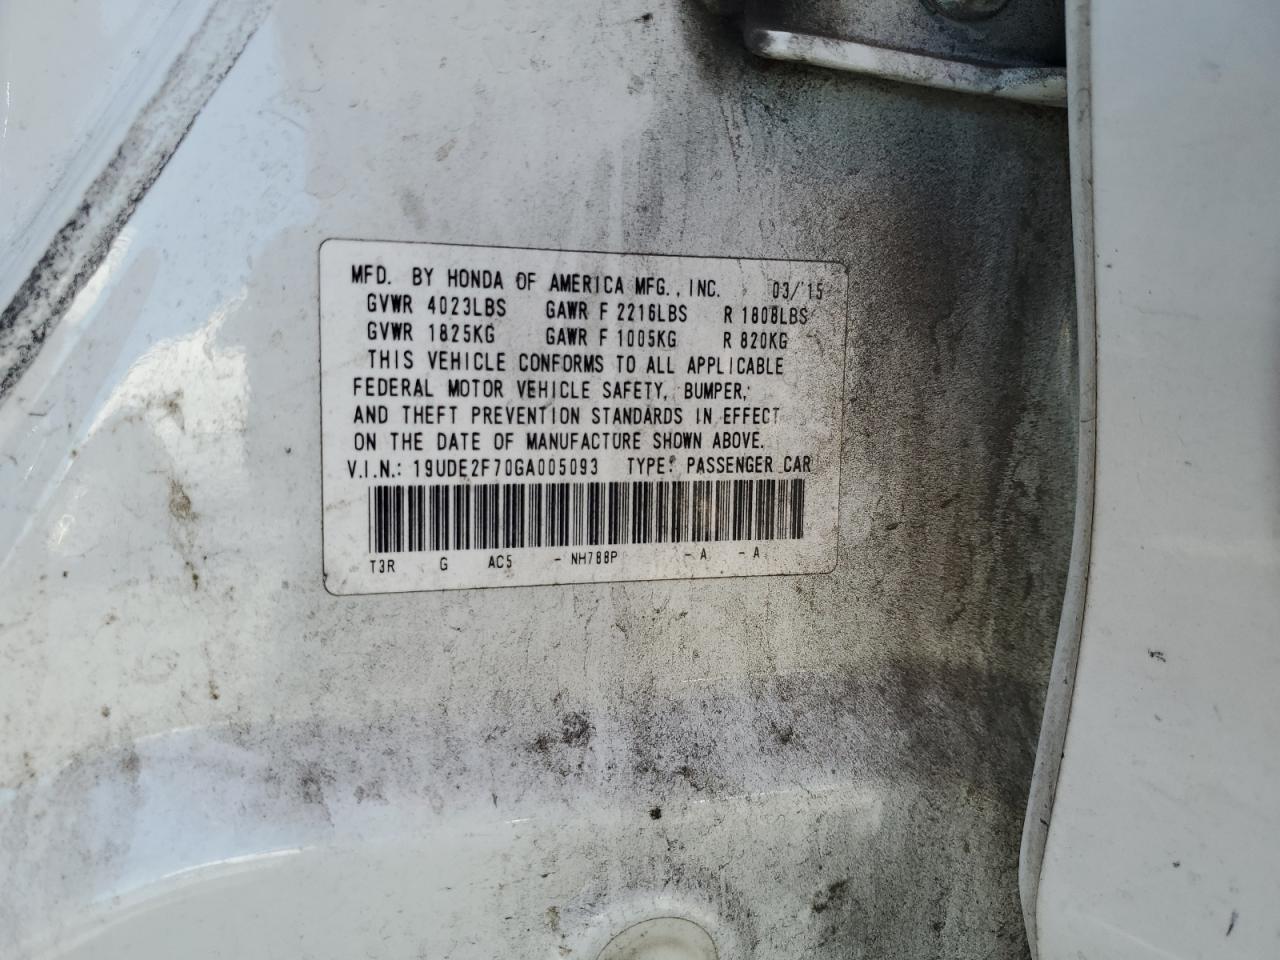 MFD. BY HONDA OF AMERICA MFG., INC. 03/15
GVWR 4023LBS GAWR F 2216LBS R 1808LBS
GVWR 1825KG GAWR F 1005KG R 820KG
THIS VEHICLE CONFORMS TO ALL APPLICABLE
FEDERAL MOTOR VEHICLE SAFETY, BUMPER,
AND THEFT PREVENTION STANDARDS IN EFFECT
ON THE DATE OF MANUFACTURE SHOWN ABOVE.
V.I.N.: 19UDE2F70GA005093 TYPE: PASSENGER CAR
T3R G AC5 - NH788P - A - A